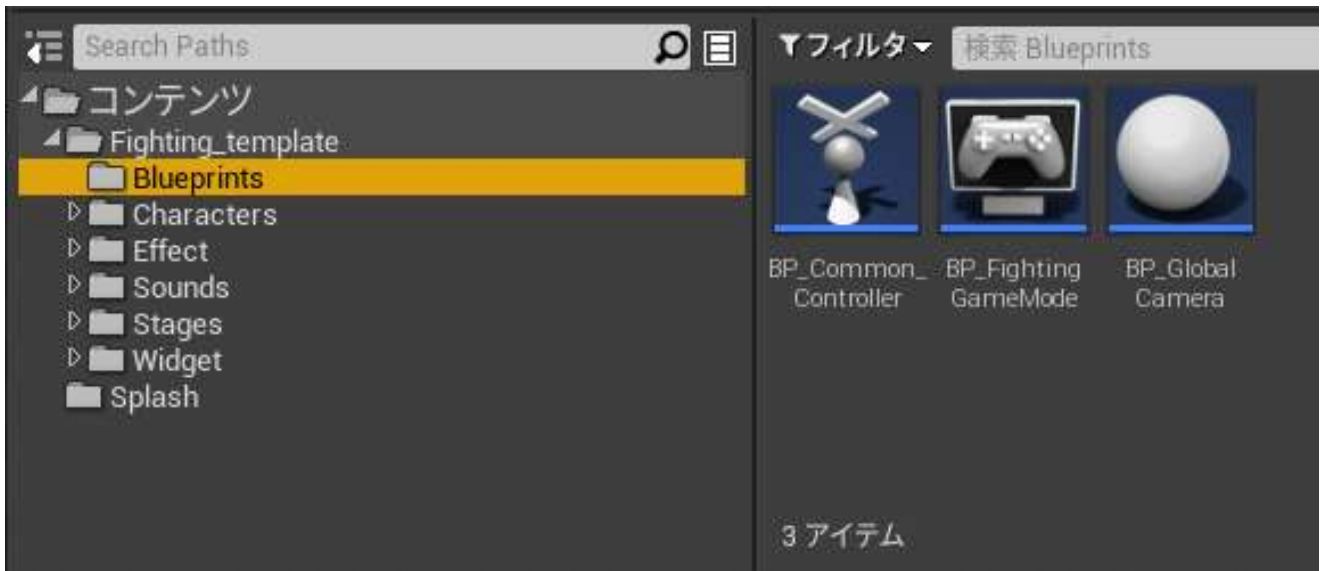 Search Paths
コンテンツ
Fighting_template
Blueprints
Characters
Effect
Sounds
Stages
Widget
Splash
フィルタ
検索 Blueprints
BP_Common_
Controller
BP_Fighting
GameMode
BP_Global
Camera
3 アイテム